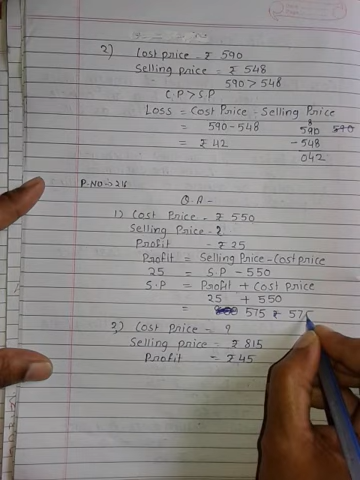 2) Cost price - ₹ 590
Selling price = ₹ 548
590 > 548
C.P > S.P
Loss = Cost Price - Selling Price
= 590 - 548
= ₹ 42
8
590
- 548
042
P.NO :- 24
Q.A -
1) Cost Price - ₹ 550
Selling Price - ?
Profit - ₹ 25
Profit = Selling Price - Cost price
25 = S.P - 550
S.P = Profit + Cost price
25 + 550
= 575 ₹ 575
2) Cost price = ?
Selling price = ₹ 815
Profit = ₹ 45